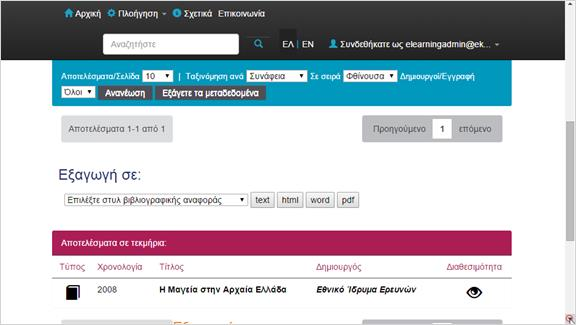 Αρχική Πλοήγηση Σχετικά Επικοινωνία
Αναζητήστε ΕΛ | EN Συνδεθήκατε ως elearningadmin@ek...
Αποτελέσματα/Σελίδα 10 | Ταξινόμηση ανά Συνάφεια Σε σειρά Φθίνουσα Δημιουργοί/Εγγραφή
Όλοι Ανανέωση Εξάγετε τα μεταδεδομένα
Αποτελέσματα 1-1 από 1 Προηγούμενο 1 επόμενο
Εξαγωγή σε:
Επιλέξτε στυλ βιβλιογραφικής αναφοράς text html word pdf
Αποτελέσματα σε τεκμήρια:
Τύπος Χρονολογία Τίτλος Δημιουργός Διαθεσιμότητα
2008 Η Μαγεία στην Αρχαία Ελλάδα Εθνικό Ίδρυμα Ερευνών